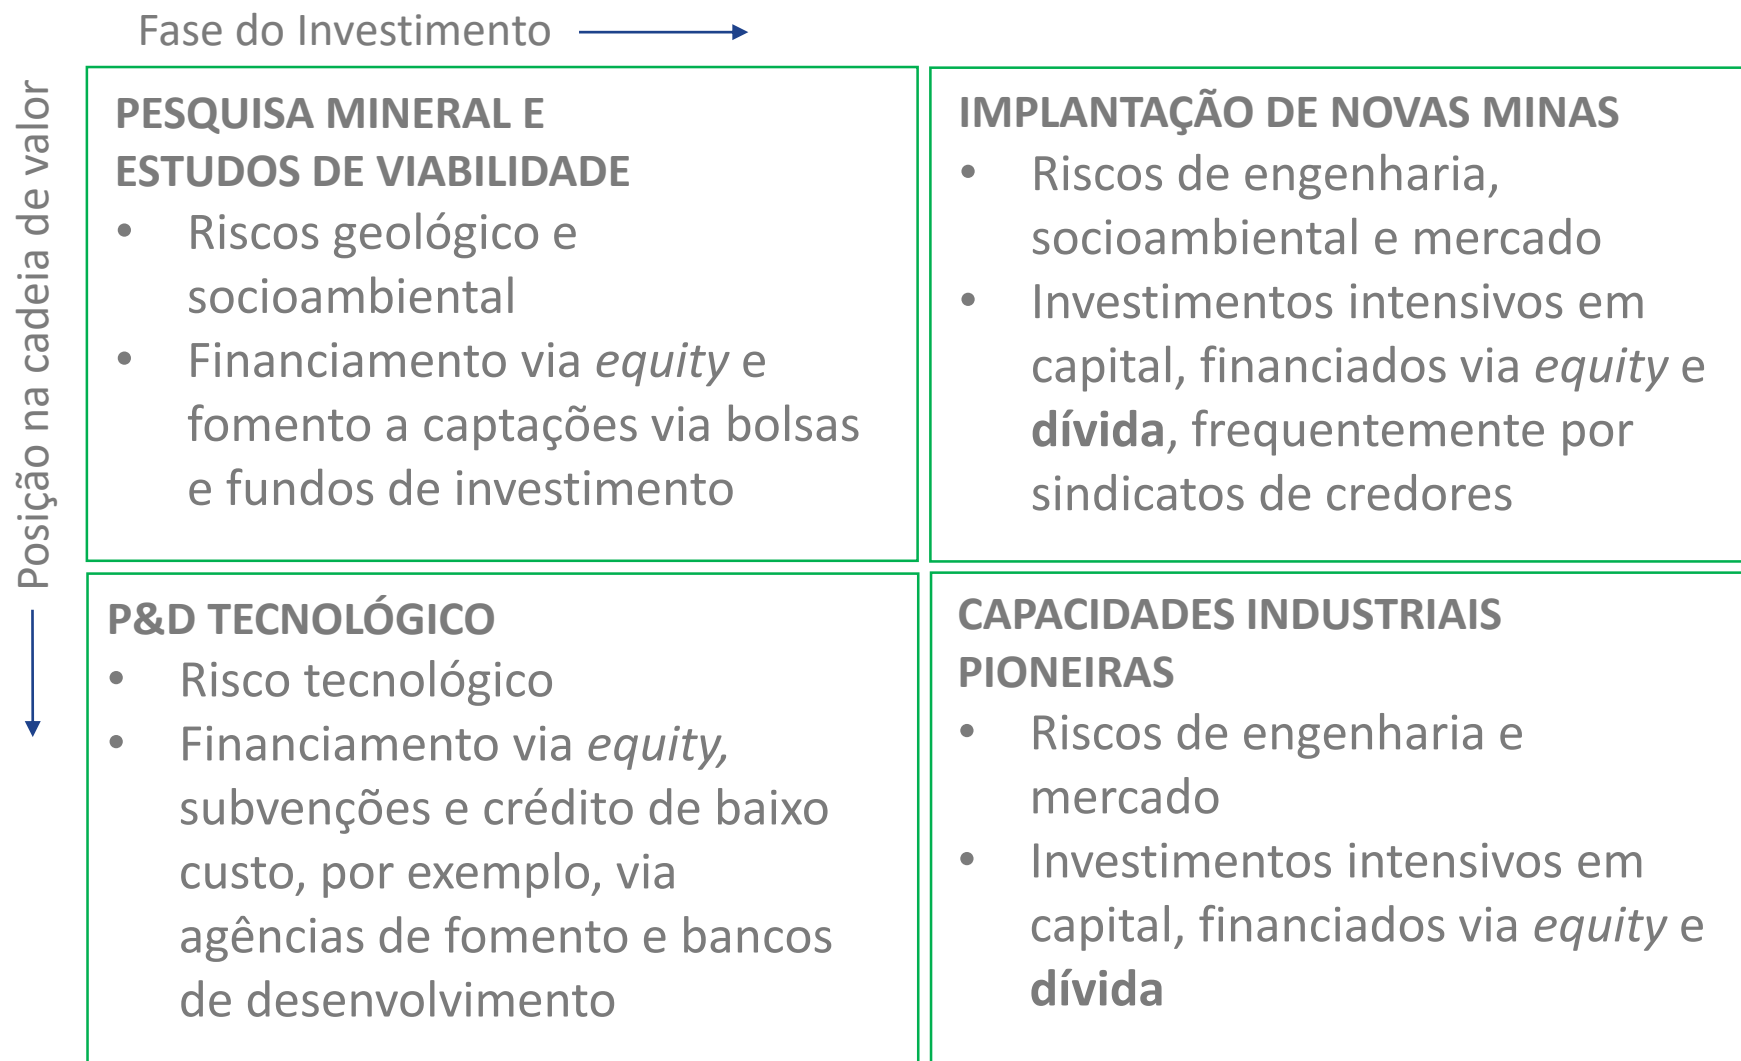 Fase do Investimento
Posição na cadeia de valor
PESQUISA MINERAL E
ESTUDOS DE VIABILIDADE
• Riscos geológico e
socioambiental
• Financiamento via equity e
fomento a captações via bolsas
e fundos de investimento
IMPLANTAÇÃO DE NOVAS MINAS
• Riscos de engenharia,
socioambiental e mercado
• Investimentos intensivos em
capital, financiados via equity e
dívida, frequentemente por
sindicatos de credores
P&D TECNOLÓGICO
• Risco tecnológico
• Financiamento via equity,
subvenções e crédito de baixo
custo, por exemplo, via
agências de fomento e bancos
de desenvolvimento
CAPACIDADES INDUSTRIAIS
PIONEIRAS
• Riscos de engenharia e
mercado
• Investimentos intensivos em
capital, financiados via equity e
dívida